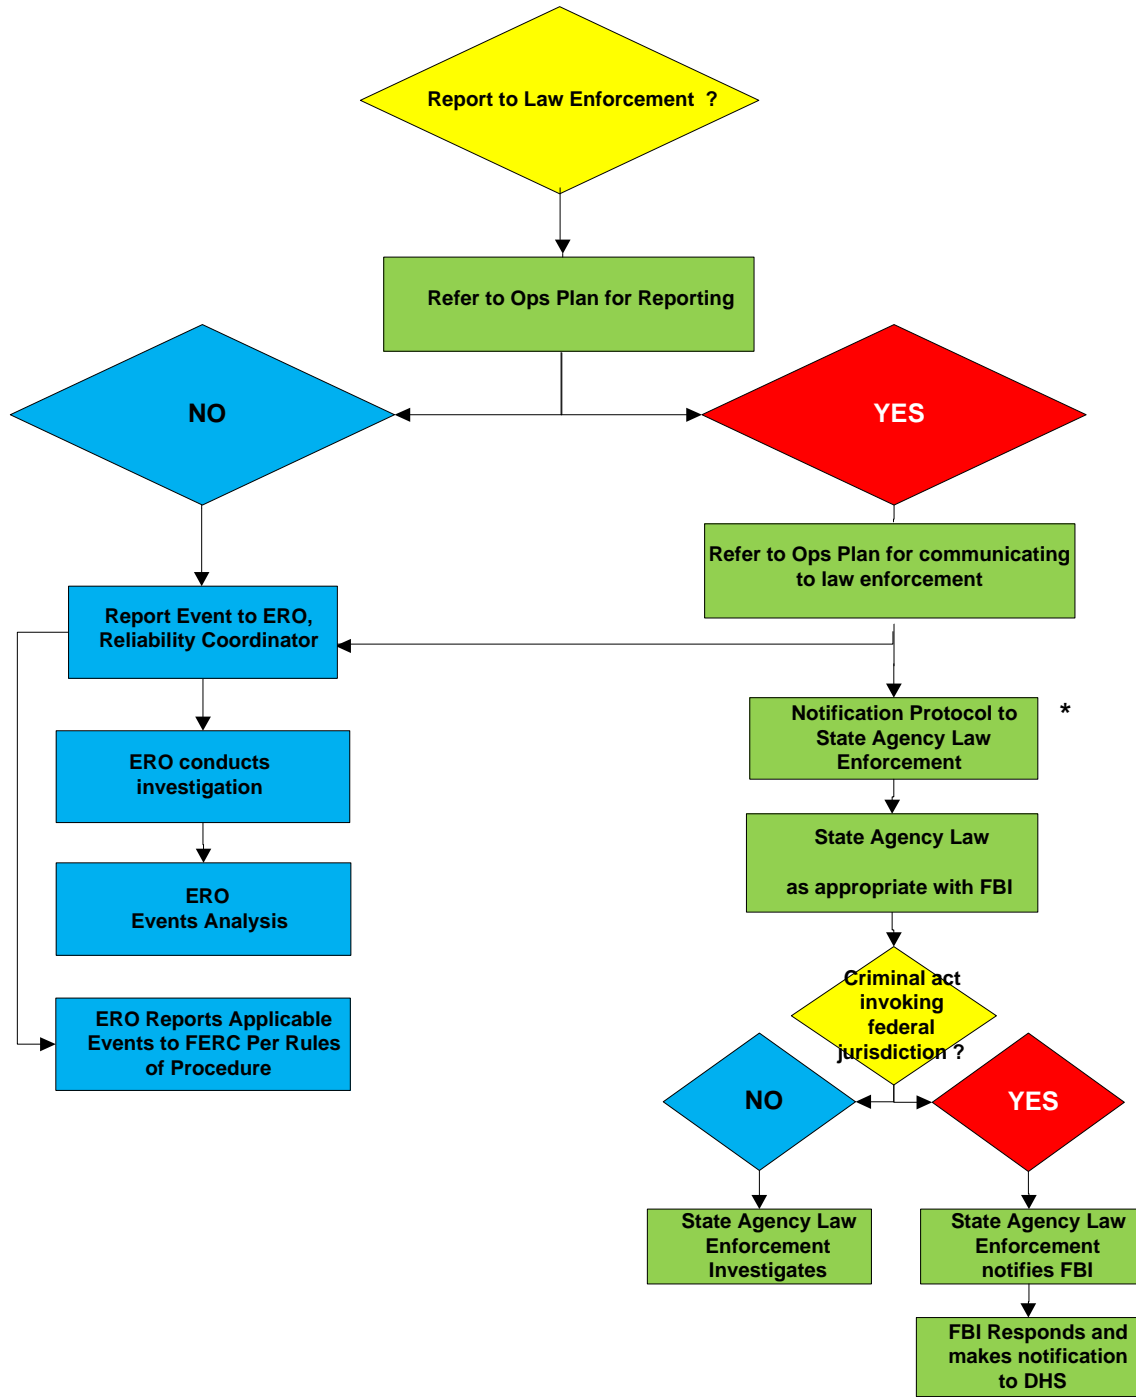 Report to Law Enforcement ?
Refer to Ops Plan for Reporting
NO
YES
Refer to Ops Plan for communicating
to law enforcement
Report Event to ERO,
Reliability Coordinator
Notification Protocol to
State Agency Law
Enforcement
*
ERO conducts
investigation
State Agency Law
as appropriate with FBI
ERO
Events Analysis
Criminal act
invoking
federal
jurisdiction ?
ERO Reports Applicable
Events to FERC Per Rules
of Procedure
NO
YES
State Agency Law
Enforcement
Investigates
State Agency Law
Enforcement
notifies FBI
FBI Responds and
makes notification
to DHS